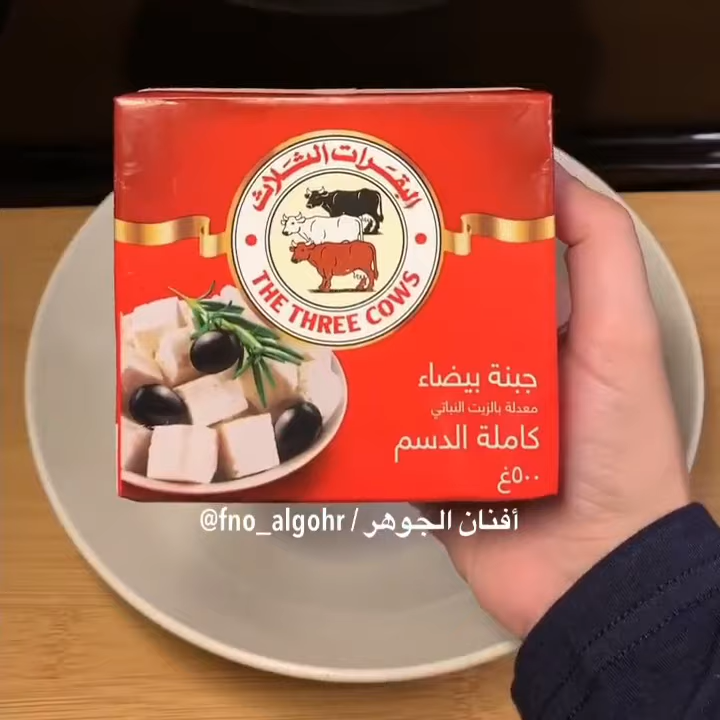 البقرات الثلاث
THE THREE COWS
جبنة بيضاء
معدلة بالزيت النباتي
كاملة الدسم
٥٠٠غ
@fno_algohr / أفنان الجوهر